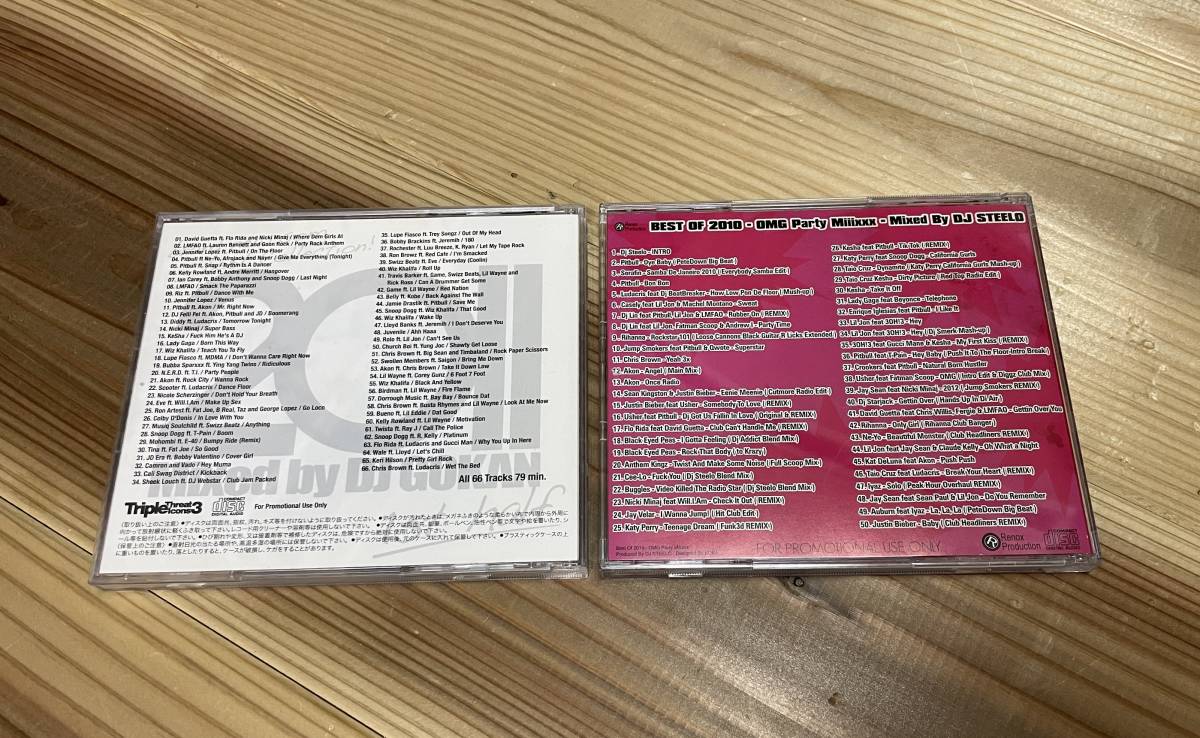 01. David Guetta ft. Flo Rida and Nicki Minaj / Where Dem Girls At
02. LMFAO ft. Lauren Bennett and Goon Rock / Party Rock Anthem
03. Jennifer Lopez ft. Pitbull / On The Floor
04. Pitbull ft. Ne-Yo, Afrojack and Nayer / Give Me Everything (Tonight)
05. Pitbull ft. Snap / Rythm Is A Dancer
06. Kelly Rowland ft. Andre Merritt / Hangover
07. Ian Carey ft. Bobby Anthony and Snoop Dogg / Last Night
08. LMFAO / Smack The Paparazzi
09. Riz ft. Pitbull / Dance With Me
10. Jennifer Lopez / Venus
11. Pitbull ft. Akon / Mr. Right Now
12. DJ Felli Fel ft. Akon, Pitbull and JD / Boomerang
13. Diddy ft. Ludacris / Tomorrow Tonight
14. Nicki Minaj / Super Bass
15. Ke$ha / Fuck Him He's A DJ
16. Lady Gaga / Born This Way
17. Wiz Khalifa / Teach You To Fly
18. Lupe Fiasco ft. MDMA / I Don't Wanna Care Right Now
19. Bubba Sparxxx ft. Ying Yang Twins / Ridiculous
20. N.E.R.D. ft. T.I. / Party People
21. Akon ft. Rock City / Wanna Rock
22. Scooter ft. Ludacris / Dance Floor
23. Nicole Scherzinger / Don't Hold Your Breath
24. Eve ft. Will.I.Am / Wake Up Sex
25. Ron Artest ft. Fat Joe, B Real, Taz and George Lopez / Go Loco
26. Colby O'Donis / In Love With You
27. Musiq Soulchild ft. Swizz Beatz / Anything
28. Snoop Dogg ft. T-Pain / Boom
29. Mohombi ft. E-40 / Bumpy Ride (Remix)
30. Tina ft. Fat Joe / So Good
31. JD Era ft. Bobby Valentino / Cover Girl
32. Camron and Vado / Hey Muma
33. Cali Swag District / Kickback
34. Sheek Louch ft. DJ Webstar / Club Jam Packed
35. Lupe Fiasco ft. Trey Songz / Out Of My Head
36. Bobby Brackins ft. Jeremih / 180
37. Rochester ft. Luu Breeze, K. Ryan / Let My Tape Rock
38. Ron Browz ft. Red Cafe / I'm Smacked
39. Swizz Beatz ft. Eve / Everyday (Coolin)
40. Wiz Khalifa / Roll Up
41. Travis Barker ft. Game, Swizz Beatz, Lil Wayne and
Rick Ross / Can A Drummer Get Some
42. Game ft. Lil Wayne / Red Nation
43. Belly ft. Kobe / Back Against The Wall
44. Jamie Drastik ft. Pitbull / Save Me
45. Snoop Dogg ft. Wiz Khalifa / That Good
46. Wiz Khalifa / Wake Up
47. Lloyd Banks ft. Jeremih / I Don't Deserve You
48. Juvenile / Ahh Haaa
49. Rolo ft. Lil Jon / Can't See Us
50. Church Boi ft. Yung Joc / Shawty Get Loose
51. Chris Brown ft. Big Sean and Timbaland / Rock Paper Scissors
52. Swollen Members ft. Saigon / Bring Me Down
53. Akon ft. Chris Brown / Take It Down Low
54. Lil Wayne ft. Corey Gunz / 6 Foot 7 Foot
55. Wiz Khalifa / Black And Yellow
56. Birdman ft. Lil Wayne / Fire Flame
57. Dorrough Music ft. Bay Bay / Bounce Dat
58. Chris Brown ft. Busta Rhymes and Lil Wayne / Look At Me Now
59. Bueno ft. Lil Eddie / Dat Good
60. Kelly Rowland ft. Lil Wayne / Motivation
61. Twista ft. Ray J / Call The Police
62. Snoop Dogg ft. R. Kelly / Platinum
63. Flo Rida ft. Ludacris and Gucci Man / Why You Up In Here
64. Wale ft. Lloyd / Let's Chill
65. Keri Hilson / Pretty Girl Rock
66. Chris Brown ft. Ludacris / Wet The Bed
All 66 Tracks 79 min.
Mixed by DJ GOKAN
Triple Threat Icons 3
COMPACT disc DIGITAL AUDIO
For Promotional Use Only
BEST OF 2010 - OMG Party Miiixxx - Mixed By DJ STEELO
Renox Production
1. Dj Steelo - INTRO
2. Pitbull - Oye Baby ( PeteDown Big Beat )
3. Serafin - Samba De Janeiro 2010 ( Everybody Samba Edit )
4. Pitbull - Bon Bon
5. Ludacris feat Dj BeatBreaker - How Low Pon De Floor ( Mush-up )
6. Casely feat Lil Jon & Machel Montano - Sweat
7. Dj Lin feat Pitbull, Lil Jon & LMFAO - Rubber On ( REMIX )
8. Dj Lin feat Lil Jon, Fatman Scoop & Andrew J - Party Time
9. Rihanna - Rockstar 101 ( Loose Cannons Black Guitar R Licks Extended )
10. Jump Smokers feat Pitbull & Qwote - Superstar
11. Chris Brown - Yeah 3x
12. Akon - Angel ( Main Mix )
13. Akon - Once Radio
14. Sean Kingston & Justin Bieber - Eenie Meenie ( Cutmore Radio Edit )
15. Justin Bieber feat Usher - Somebody To Love ( REMIX )
16. Usher feat Pitbull - Dj Got Us Fallin In Love ( Original & REMIX )
17. Flo Rida feat David Guetta - Club Can't Handle Me ( REMIX )
18. Black Eyed Peas - I Gotta Feeling ( Dj Addict Blend Mix )
19. Black Eyed Peas - Rock That Body ( to Krazy )
20. Anthem Kingz - Twist And Make Some Noise ( Full Scoop Mix )
21. Cee-Lo - Fuck You ( Dj Steelo Blend Mix )
22. Buggles - Video Killed The Radio Star ( Dj Steelo Blend Mix )
23. Nicki Minaj feat Will.I.Am - Check It Out ( REMIX )
24. Jay Velar - I Wanna Jump ( Hit Club Edit )
25. Katy Perry - Teenage Dream ( Funk3d REMIX )
26. Kesha feat Pitbull - Tik Tok ( REMIX )
27. Katy Perry feat Snoop Dogg - California Gurls
28. Taio Cruz - Dynamite ( Katy Perry California Gurls Mash-up )
29. Taio Cruz Kesha - Dirty Picture ( Red Top Radio Edit )
30. Kesha - Take It Off
31. Lady Gaga feat Beyonce - Telephone
32. Enrique Iglesias feat Pitbull - I Like It
33. Lil Jon feat 3OH!3 - Hey
34. Lil Jon feat 3OH!3 - Hey ( Dj Smerk Mash-up )
35. 3OH!3 feat Gucci Mane & Kesha - My First Kiss ( REMIX )
36. Pitbull feat T-Pain - Hey Baby ( Push It To The Floor-Intro Break )
37. Crookers feat Pitbull - Natural Born Hustler
38. Usher feat Fatman Scoop - OMG ( Intro Edit & Diggz Club Mix )
39. Jay Sean feat Nicki Minaj - 2012 ( Jump Smokers REMIX )
40. Dj Starjack - Gettin Over ( Hands Up In Di Air )
41. David Guetta feat Chris Willis, Fergie & LMFAO - Gettin Over You
42. Rihanna - Only Girl ( Rihanna Club Banger )
43. Ne-Yo - Beautiful Monster ( Club Headliners REMIX )
44. Lil Jon feat Jay Sean & Claude Kelly - Oh What a Night
45. Kat DeLuna feat Akon - Push Push
46. Taio Cruz feat Ludacris - Break Your Heart ( REMIX )
47. Iyaz - Solo ( Peak Hour Overhaul REMIX )
48. Jay Sean feat Sean Paul & Lil Jon - Do You Remember
49. Auburn feat Iyaz - La, La, La ( PeteDown Big Beat )
50. Justin Bieber - Baby ( Club Headliners REMIX )
FOR PROMOTIONAL USE ONLY
Renox Production